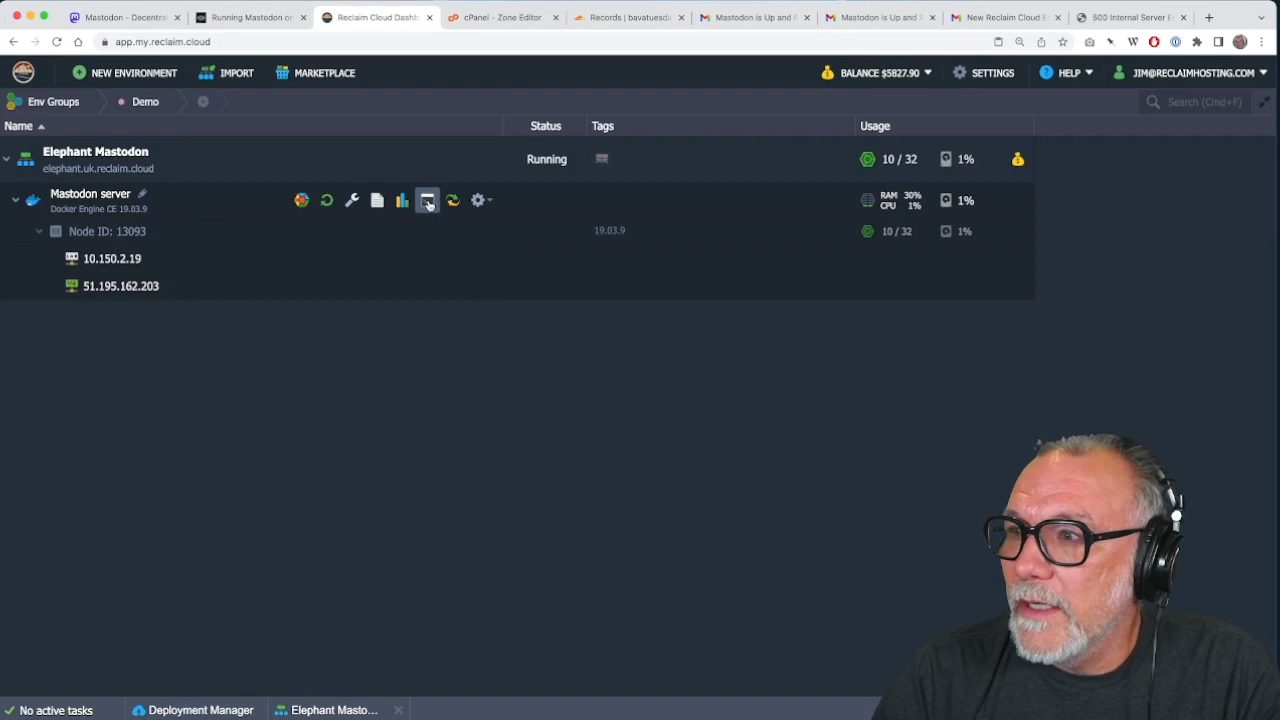 Mastodon - Decentral
Running Mastodon on
Reclaim Cloud Dashb
cPanel - Zone Editor
Records | bavatuesda
Mastodon is Up and R
Mastodon is Up and R
New Reclaim Cloud E
500 Internal Server E
app.my.reclaim.cloud
NEW ENVIRONMENT
IMPORT
MARKETPLACE
BALANCE $5827.90
SETTINGS
HELP
JIM@RECLAIMHOSTING.COM
Env Groups
Demo
Search (Cmd+F)
Name
Status
Tags
Usage
Elephant Mastodon
elephant.uk.reclaim.cloud
Running
10 / 32
1%
Mastodon server
Docker Engine CE 19.03.9
RAM 30%
CPU 1%
1%
Node ID: 13093
19.03.9
10 / 32
1%
10.150.2.19
51.195.162.203
No active tasks
Deployment Manager
Elephant Masto...